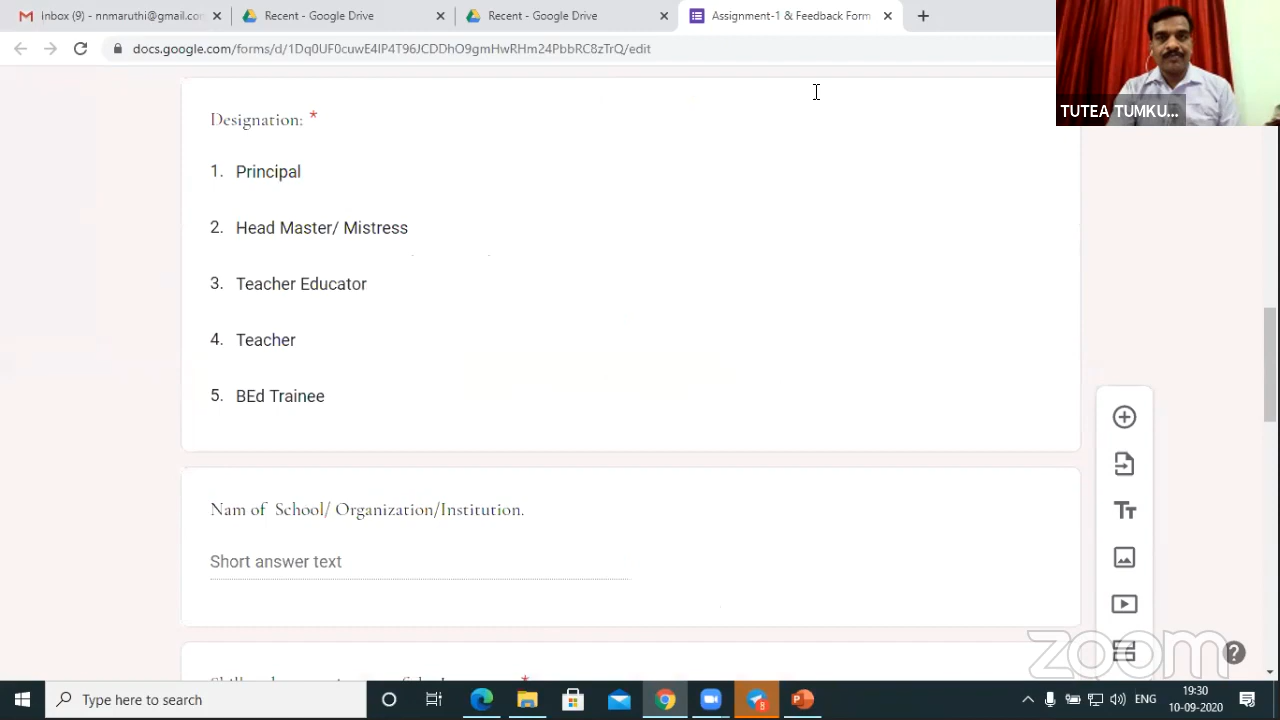 inbox (9) - nnmaruthi@gmail.con
Recent - Google Drive
Recent - Google Drive
Assignment-1 & Feedback Form
docs.google.com/forms/d/1Dq0UF0cuwE4IP4T96JCDDhO9gmHwRHm24PbbRC8zTrQ/edit
TUTEA TUMKU...
Designation: *
1. Principal
2. Head Master/ Mistress
3. Teacher Educator
4. Teacher
5. BEd Trainee
Nam of School/ Organization/Institution.
Short answer text
zoom
Type here to search
8
ENG
19:30
10-09-2020